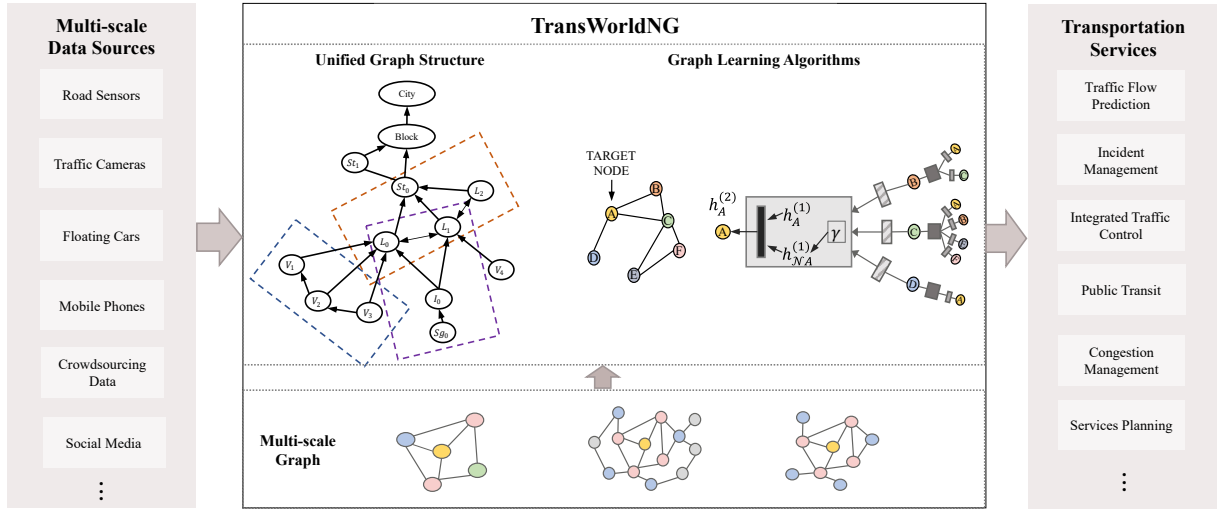 Multi-scale
Data Sources
Road Sensors
Traffic Cameras
Floating Cars
Mobile Phones
Crowdsourcing
Data
Social Media
⋮
TransWorldNG
Unified Graph Structure
City
Block
St₁
St₀
L₂
L₁
L₀
V₁
V₄
V₂
V₃
I₀
Sg₀
Graph Learning Algorithms
TARGET
NODE
A
B
C
D
E
F
h_A^(2)
A
h_A^(1)
h_NA^(1)
γ
B
A
C
C
A
B
E
F
D
A
Multi-scale
Graph
Transportation
Services
Traffic Flow
Prediction
Incident
Management
Integrated Traffic
Control
Public Transit
Congestion
Management
Services Planning
⋮